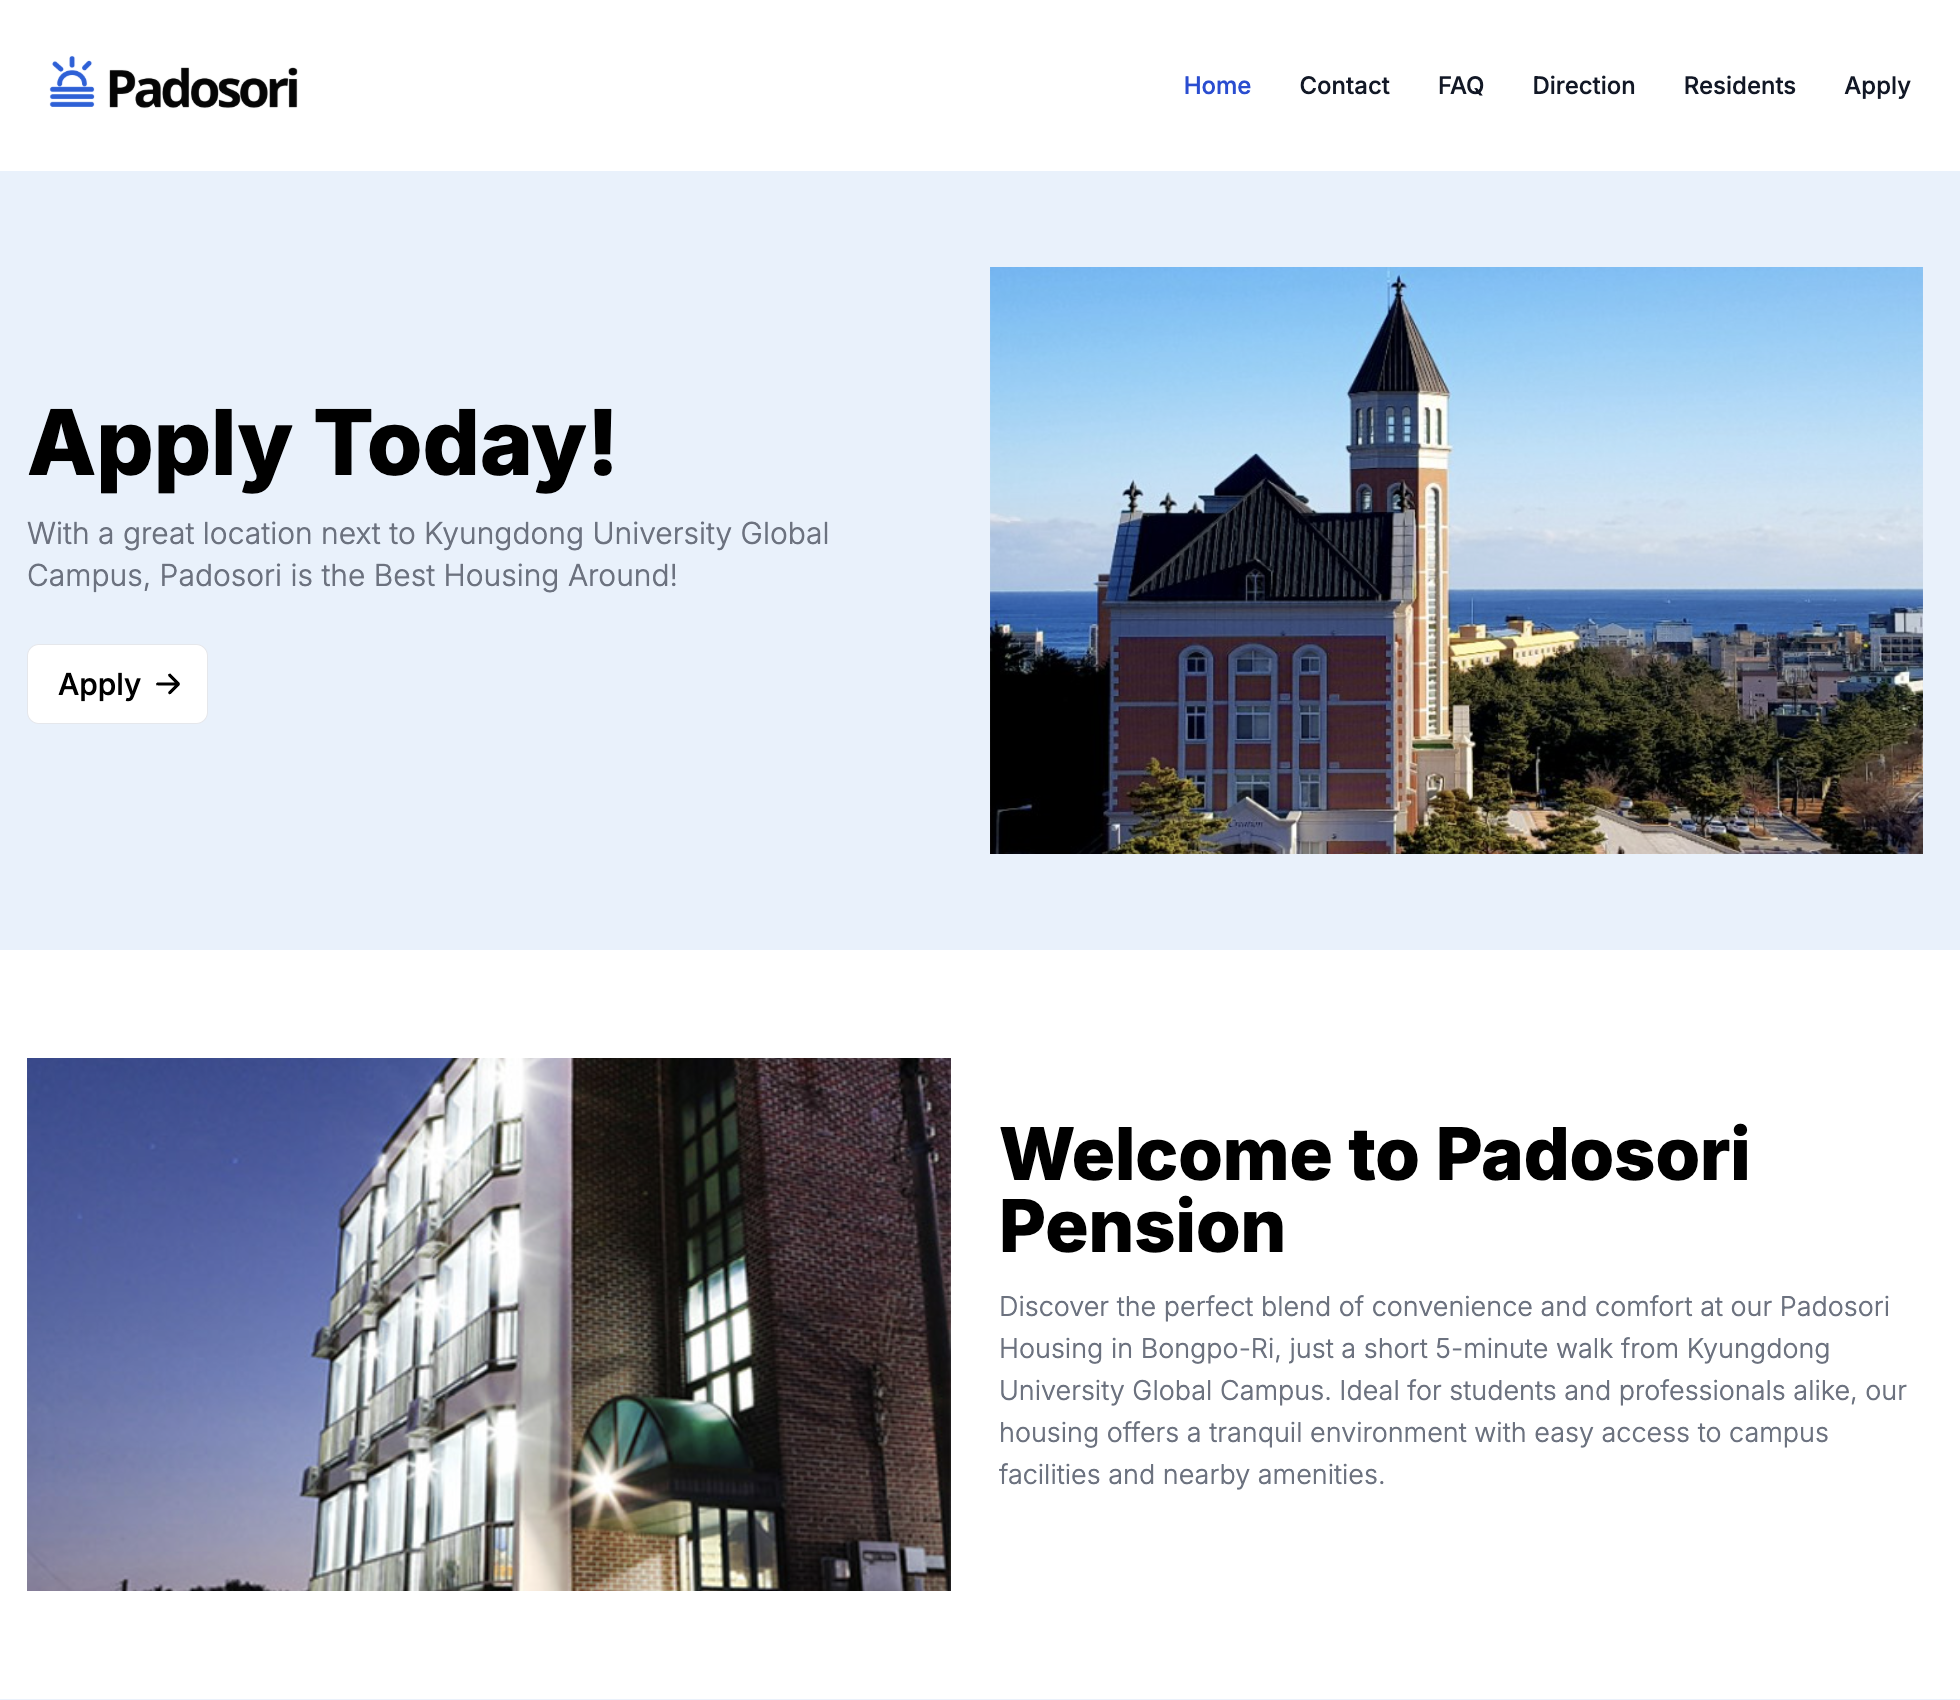 Padosori
Home Contact FAQ Direction Residents Apply
Apply Today!
With a great location next to Kyungdong University Global
Campus, Padosori is the Best Housing Around!
Apply →
Creation
Welcome to Padosori
Pension
Discover the perfect blend of convenience and comfort at our Padosori
Housing in Bongpo-Ri, just a short 5-minute walk from Kyungdong
University Global Campus. Ideal for students and professionals alike, our
housing offers a tranquil environment with easy access to campus
facilities and nearby amenities.